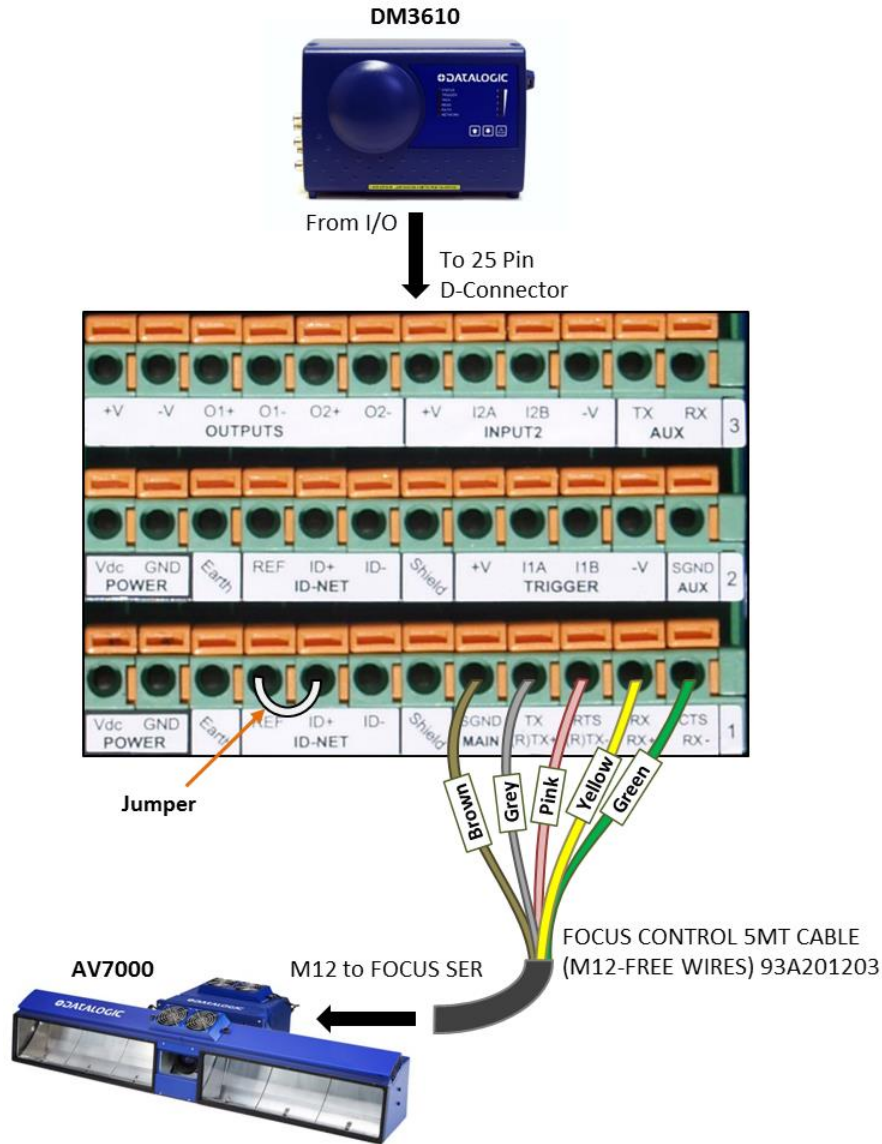 DM3610
DATALOGIC
STATUS
TRIGGER
From I/O
To 25 Pin
D-Connector
+V -V O1+ O1- O2+ O2- +V I2A I2B -V TX RX
OUTPUTS INPUT2 AUX 3
Vdc GND Earth REF ID+ ID- Shield +V I1A I1B -V SGND
POWER ID-NET TRIGGER AUX 2
Vdc GND Earth REF ID+ ID- Shield SGND TX RTS RX CTS
POWER ID-NET MAIN (R)TX+ (R)TX- RX+ RX- 1
Jumper
Brown
Grey
Pink
Yellow
Green
FOCUS CONTROL 5MT CABLE
(M12-FREE WIRES) 93A201203
AV7000
M12 to FOCUS SER
DATALOGIC
DATALOGIC